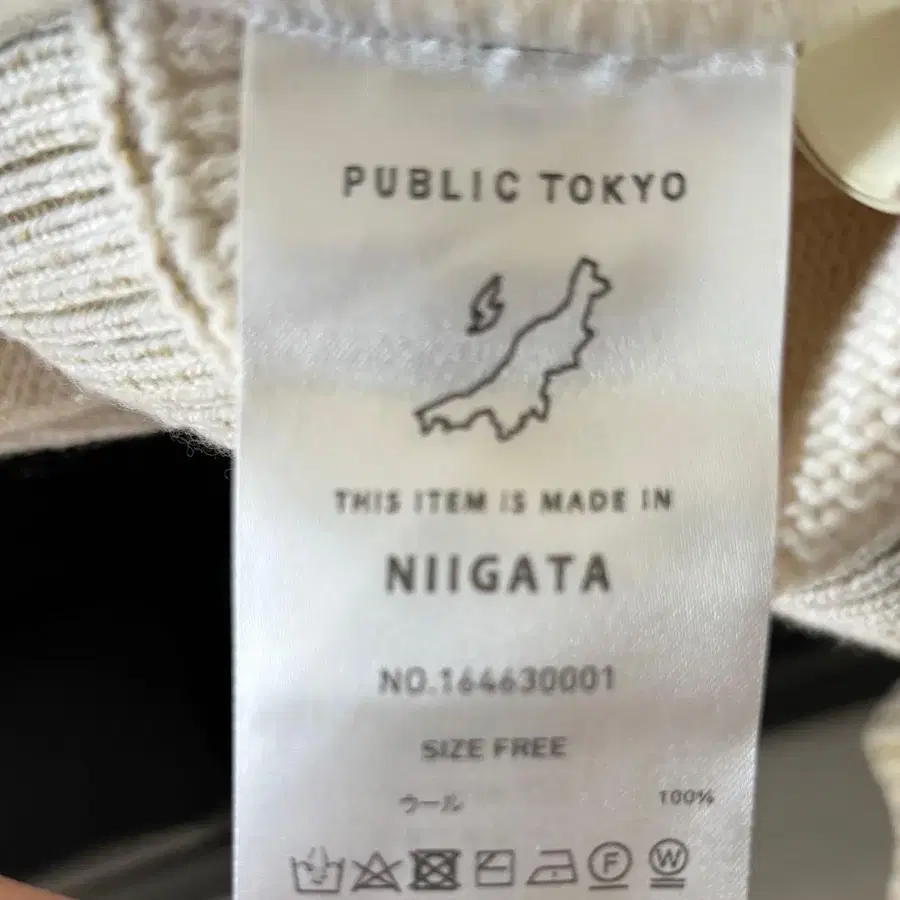 PUBLIC TOKYO
THIS ITEM IS MADE IN
NIIGATA
NO.164630001
SIZE FREE
ウール 100%
F W